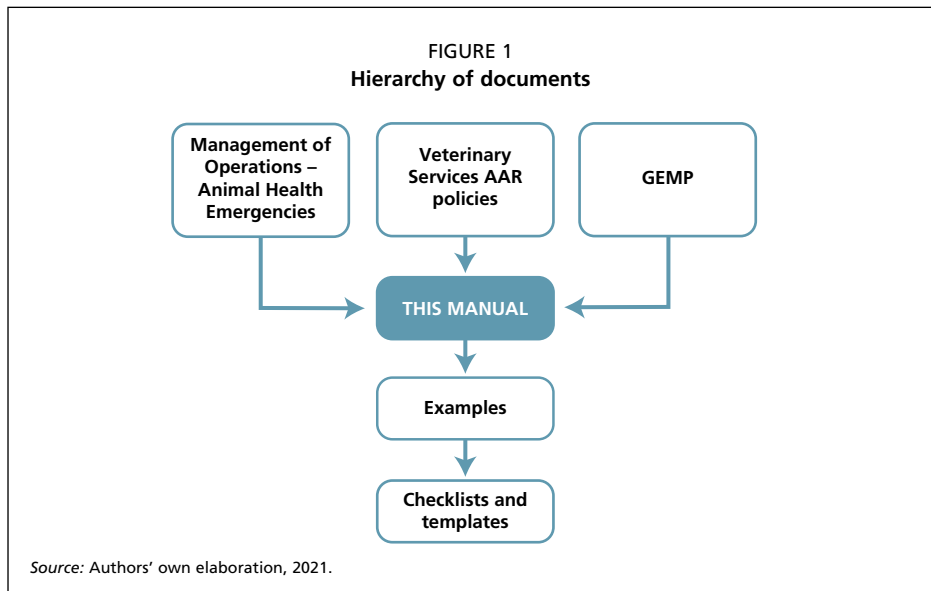 FIGURE 1
Hierarchy of documents
Management of
Operations –
Animal Health
Emergencies
Veterinary
Services AAR
policies
GEMP
THIS MANUAL
Examples
Checklists and
templates
Source: Authors’ own elaboration, 2021.